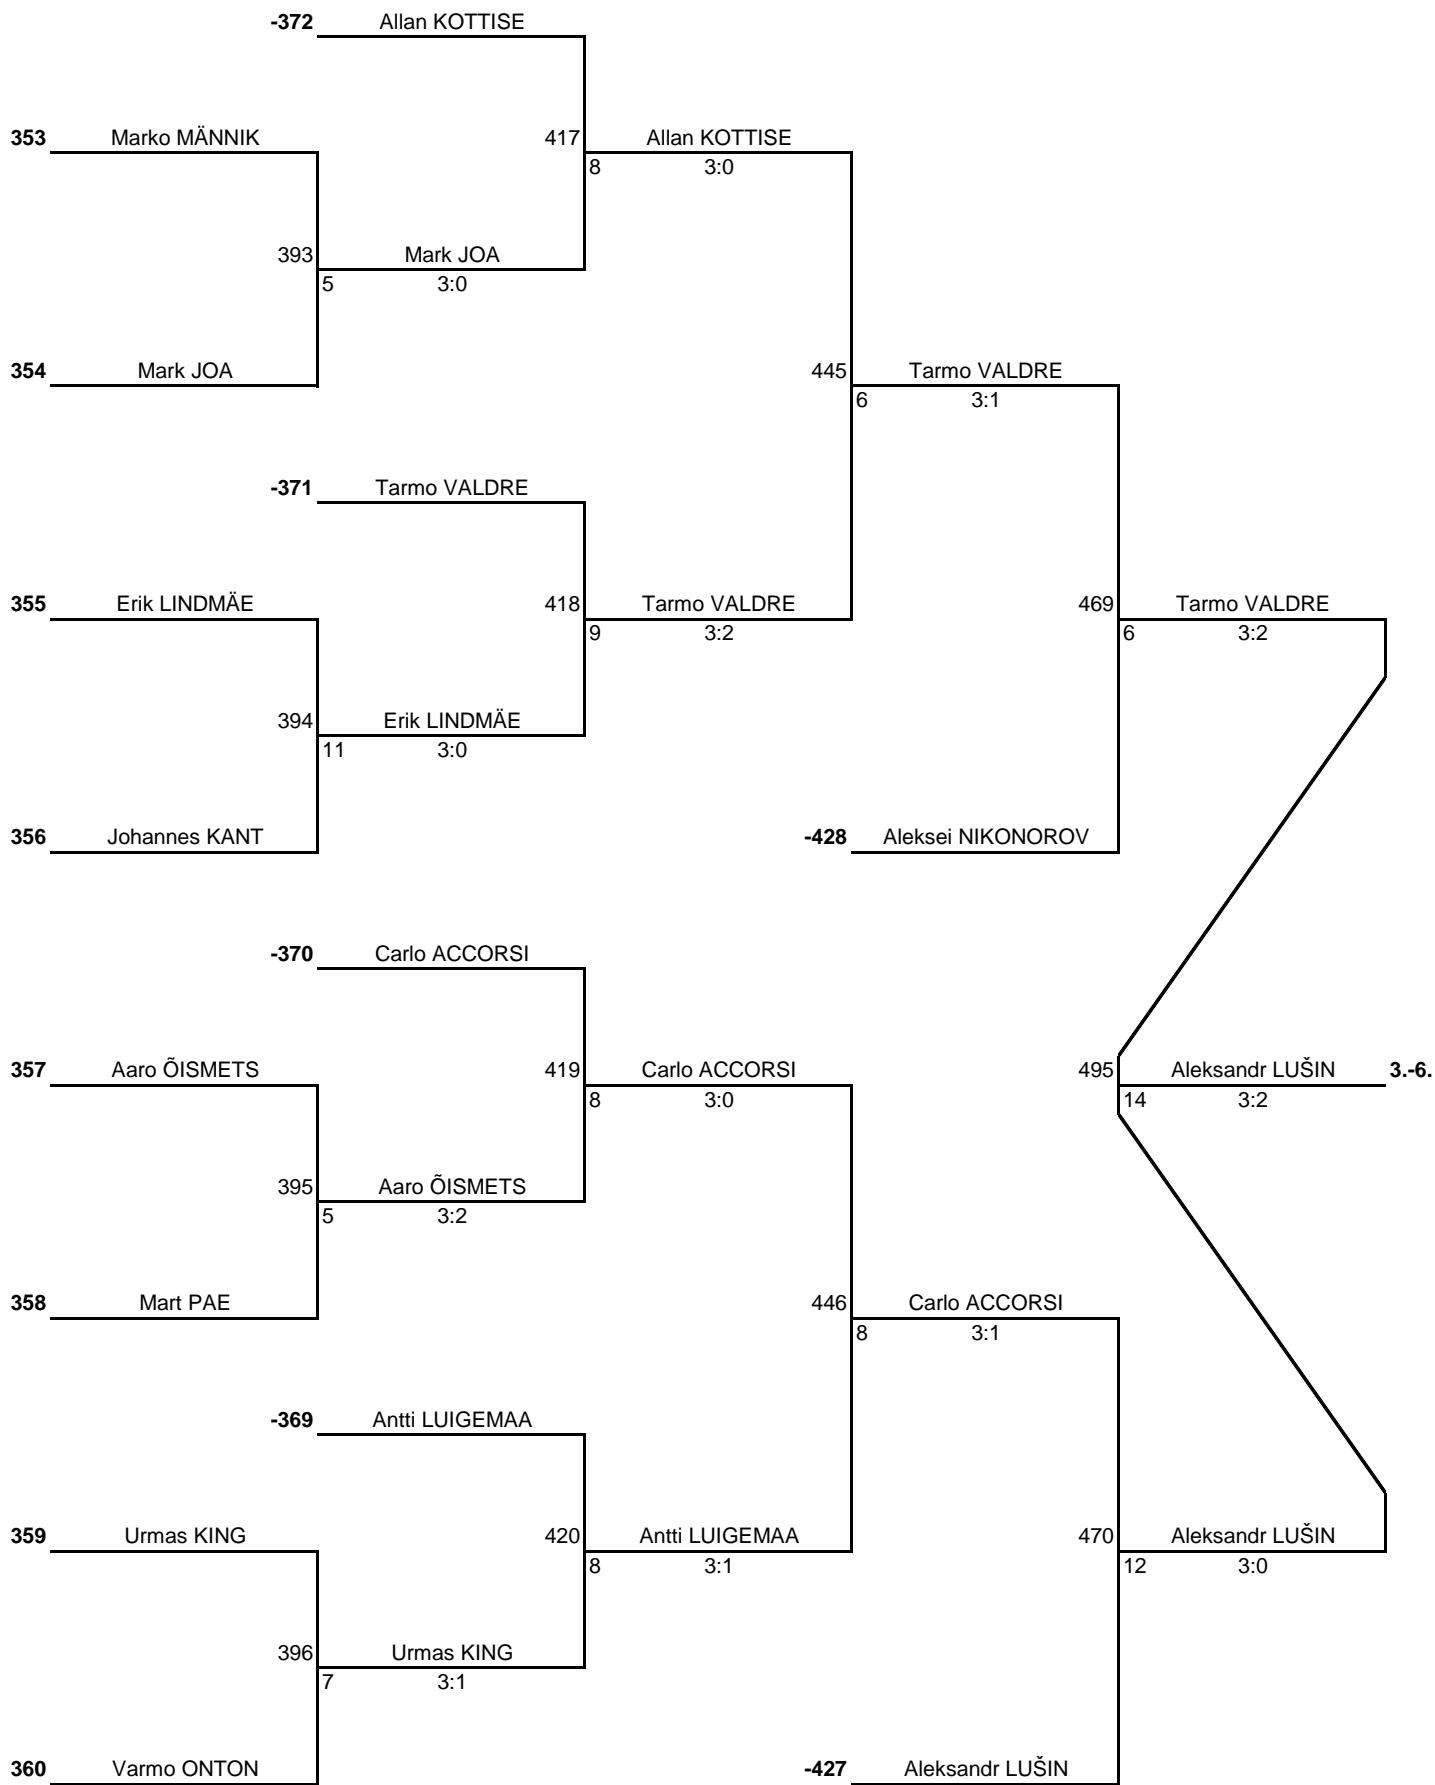 -372 Allan KOTTISE
353 Marko MÄNNIK 417 Allan KOTTISE
8 3:0
393 Mark JOA
5 3:0
354 Mark JOA 445 Tarmo VALDRE
6 3:1
-371 Tarmo VALDRE
355 Erik LINDMÄE 418 Tarmo VALDRE 469 Tarmo VALDRE
9 3:2 6 3:2
394 Erik LINDMÄE
11 3:0
356 Johannes KANT -428 Aleksei NIKONOROV
-370 Carlo ACCORSI
357 Aaro ÕISMETS 419 Carlo ACCORSI 495 Aleksandr LUŠIN 3.-6.
8 3:0 14 3:2
395 Aaro ÕISMETS
5 3:2
358 Mart PAE 446 Carlo ACCORSI
8 3:1
-369 Antti LUIGEMAA
359 Urmas KING 420 Antti LUIGEMAA 470 Aleksandr LUŠIN
8 3:1 12 3:0
396 Urmas KING
7 3:1
360 Varmo ONTON -427 Aleksandr LUŠIN